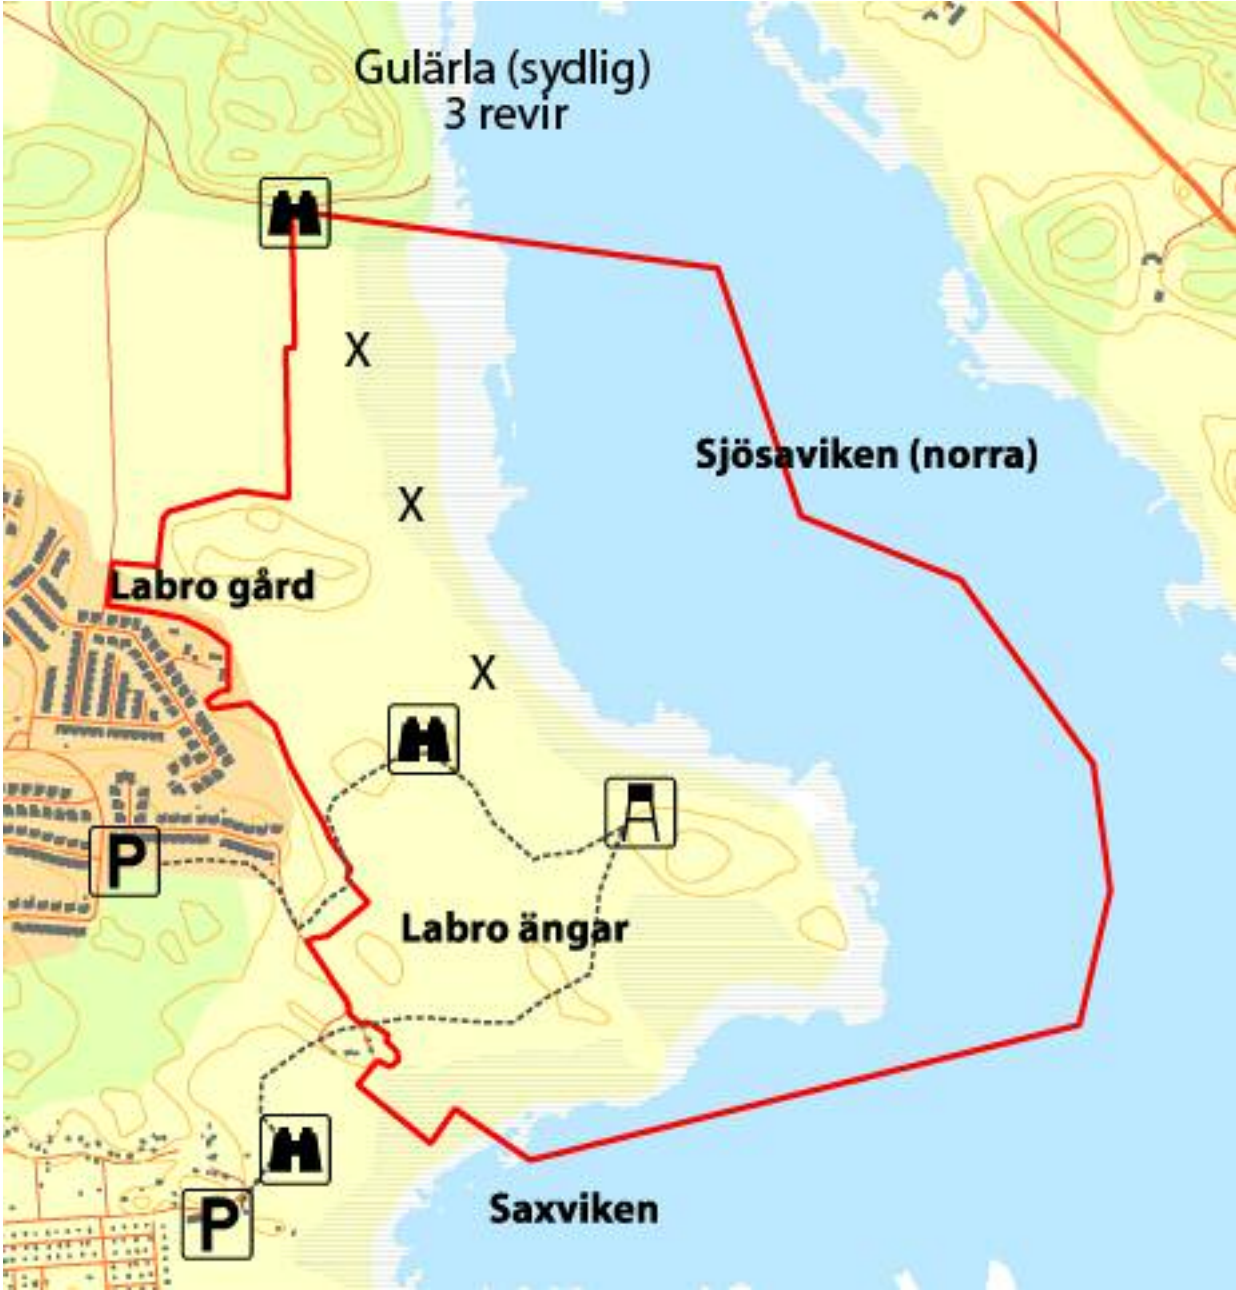 Gulärla (sydlig)
3 revir
X
Sjösaviken (norra)
X
Labro gård
X
P
Labro ängar
Saxviken
P